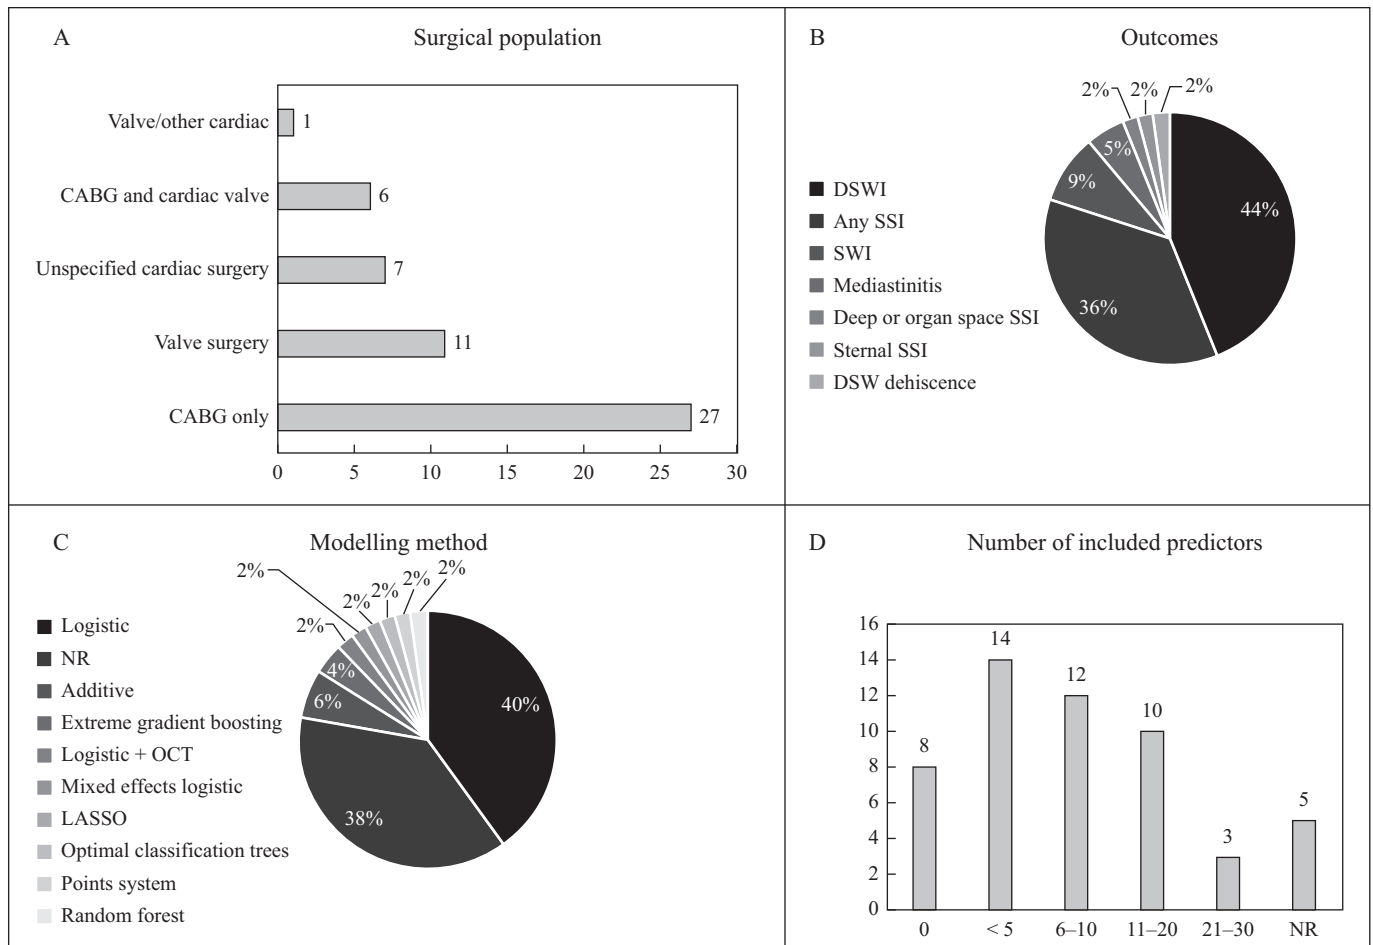 A
Surgical population
Valve/other cardiac
1
CABG and cardiac valve
6
Unspecified cardiac surgery
7
Valve surgery
11
CABG only
27
0 5 10 15 20 25 30
B
Outcomes
2% 2% 2%
5%
9%
44%
36%
DSWI
Any SSI
SWI
Mediastinitis
Deep or organ space SSI
Sternal SSI
DSW dehiscence
C
Modelling method
2% 2% 2% 2% 2% 2%
4%
6%
40%
38%
Logistic
NR
Additive
Extreme gradient boosting
Logistic + OCT
Mixed effects logistic
LASSO
Optimal classification trees
Points system
Random forest
D
Number of included predictors
16
14
12
10
8
6
4
2
0
8
14
12
10
3
5
0 < 5 6–10 11–20 21–30 NR